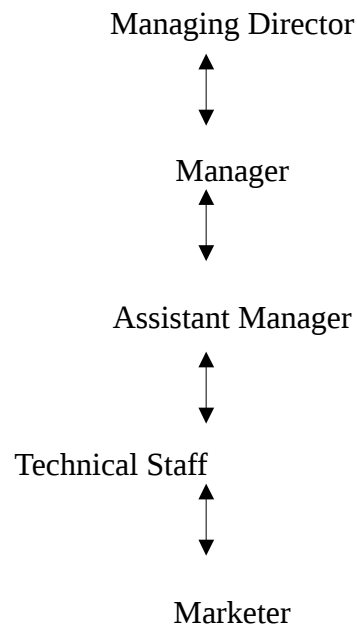 Managing Director
Manager
Assistant Manager
Technical Staff
Marketer